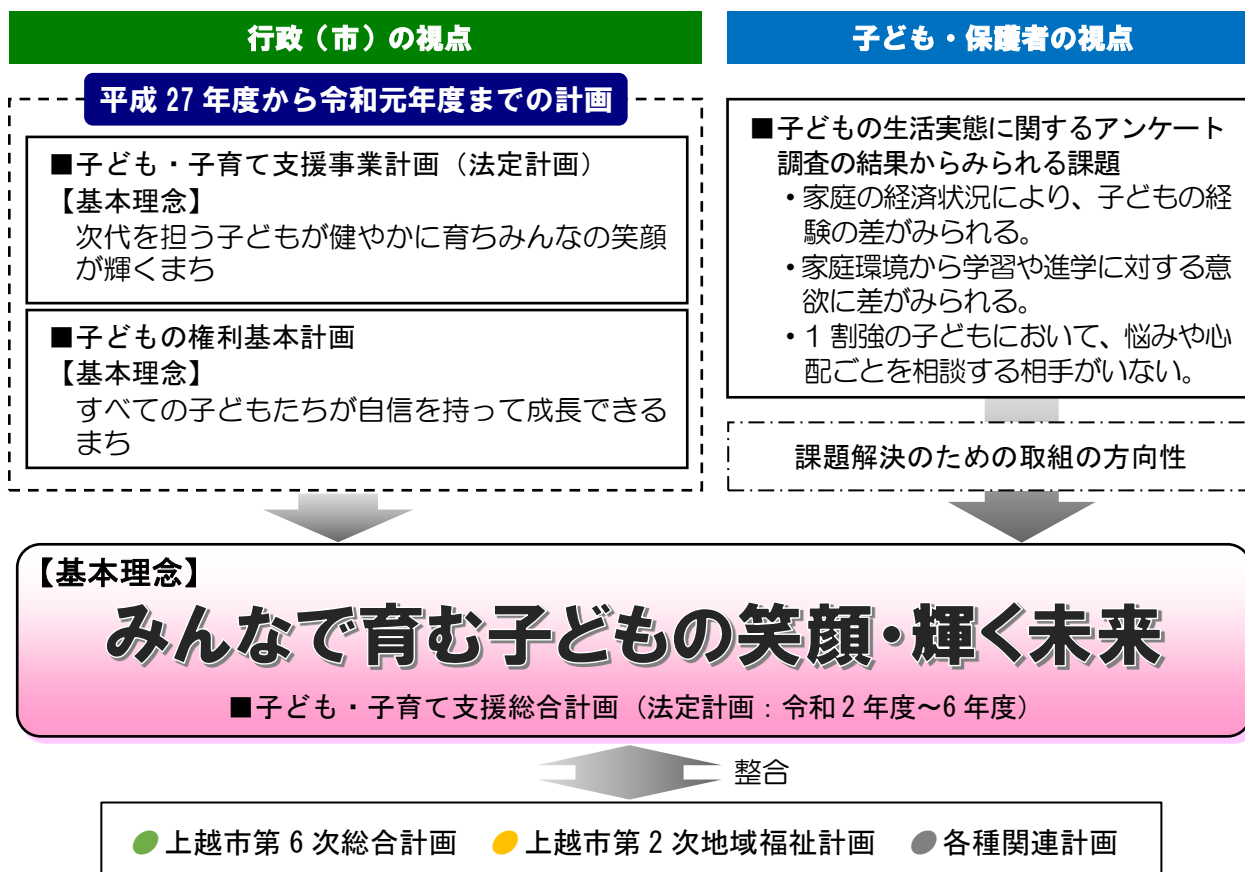 行政（市）の視点
平成 27 年度から令和元年度までの計画
■子ども・子育て支援事業計画（法定計画）
【基本理念】
次代を担う子どもが健やかに育ちみんなの笑顔
が輝くまち
■子どもの権利基本計画
【基本理念】
すべての子どもたちが自信を持って成長できる
まち
子ども・保護者の視点
■子どもの生活実態に関するアンケート
調査の結果からみられる課題
・家庭の経済状況により、子どもの経
験の差がみられる。
・家庭環境から学習や進学に対する意
欲に差がみられる。
・１割強の子どもにおいて、悩みや心
配ごとを相談する相手がいない。
課題解決のための取組の方向性
【基本理念】
みんなで育む子どもの笑顔・輝く未来
■子ども・子育て支援総合計画（法定計画：令和２年度～6 年度）
整合
上越市第 6 次総合計画 上越市第 2 次地域福祉計画 各種関連計画